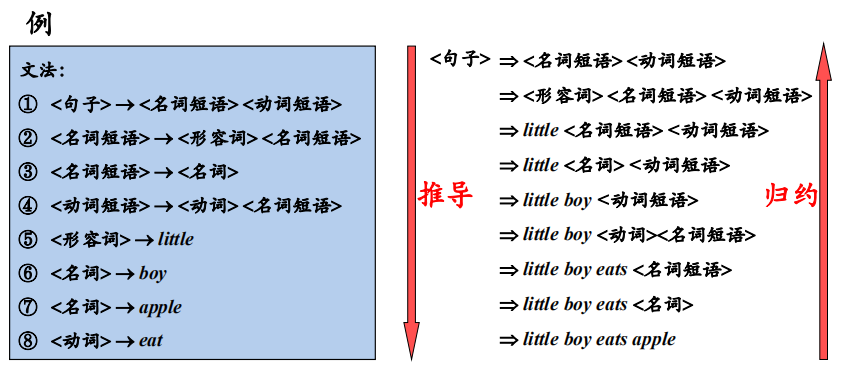 例
文法:
① <句子>→<名词短语><动词短语>
② <名词短语>→<形容词><名词短语>
③ <名词短语>→<名词>
④ <动词短语>→<动词><名词短语>
⑤ <形容词>→little
⑥ <名词>→boy
⑦ <名词>→apple
⑧ <动词>→eat
推导
<句子> ⇒<名词短语><动词短语>
⇒<形容词><名词短语><动词短语>
⇒little <名词短语><动词短语>
⇒little <名词><动词短语>
⇒little boy <动词短语>
⇒little boy <动词><名词短语>
⇒little boy eats <名词短语>
⇒little boy eats <名词>
⇒little boy eats apple
归约